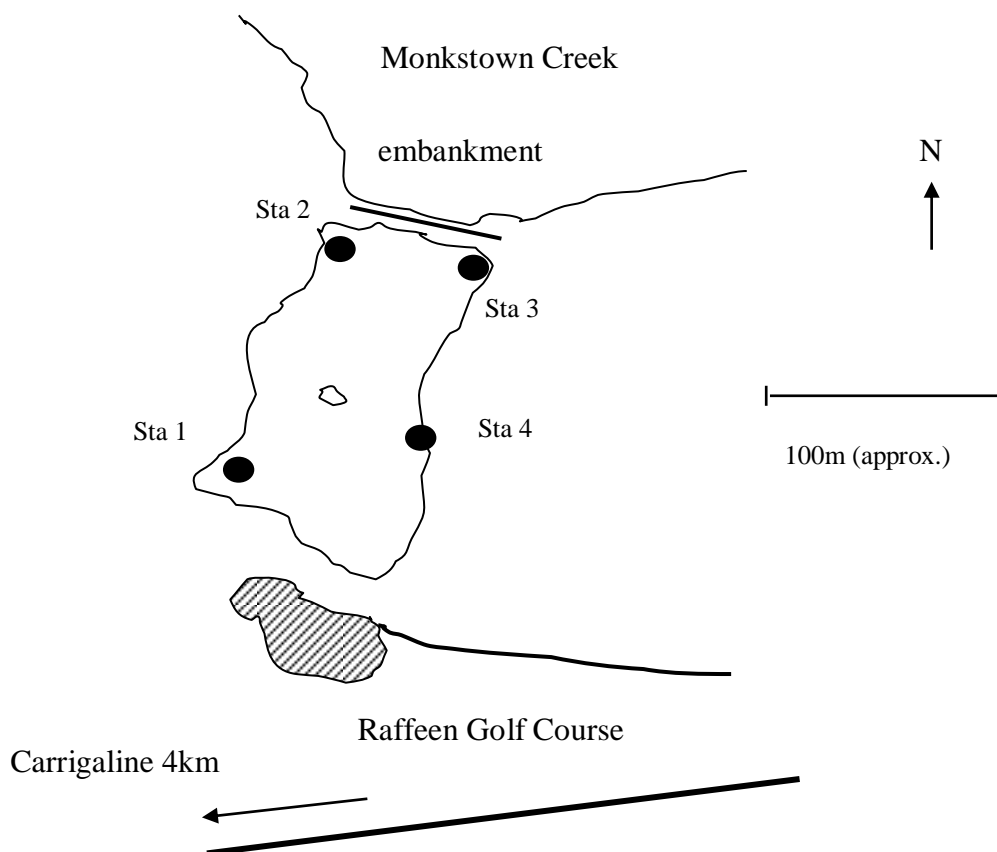 Monkstown Creek
embankment
N
Sta 2
Sta 3
Sta 1
Sta 4
100m (approx.)
Raffeen Golf Course
Carrigaline 4km